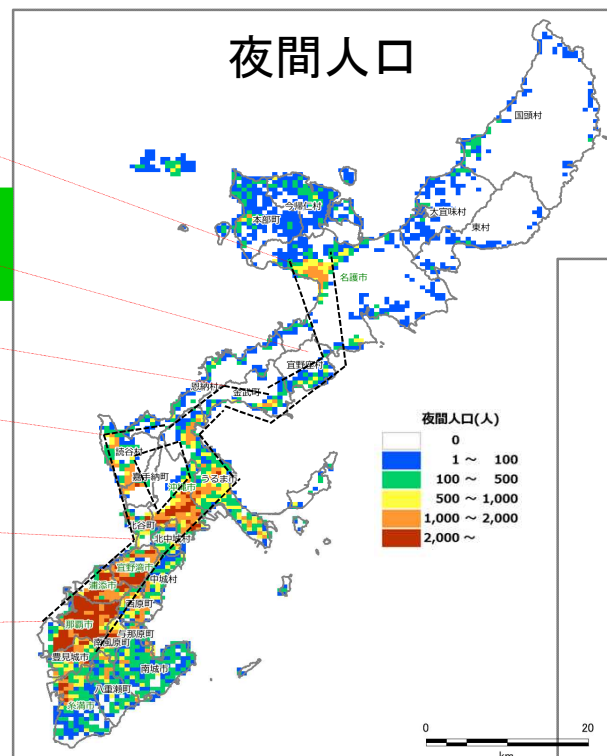 夜間人口
国頭村
今帰仁村
本部町
大宜味村
東村
名護市
宜野座村
恩納村
金武町
読谷村
嘉手納町
うるま市
沖縄市
北谷町
北中城村
宜野湾市
中城村
浦添市
西原町
那覇市
与那原町
南風原町
豊見城市
南城市
八重瀬町
糸満市
夜間人口(人)
0
1 ～ 100
100 ～ 500
500 ～ 1,000
1,000 ～ 2,000
2,000 ～
0 20
km